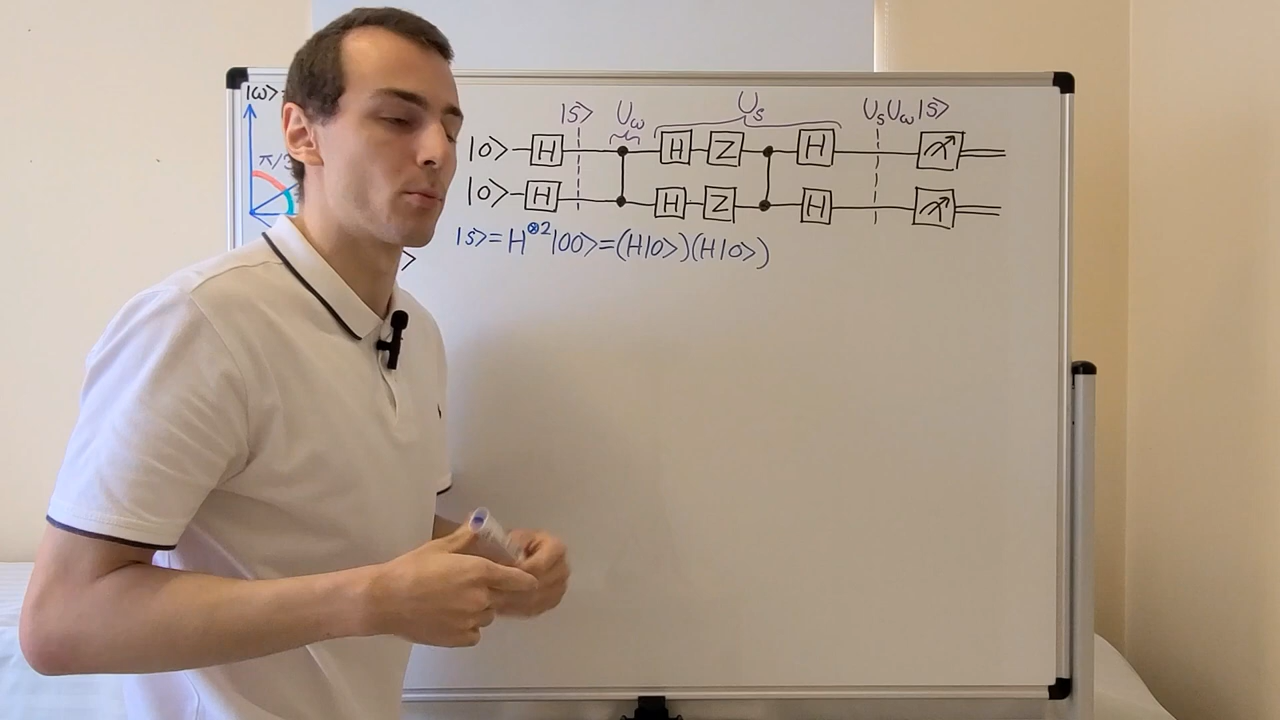 |ω>
π/3
|s> U_ω U_s U_s U_ω |s>
|0> H H Z H
|0> H H Z H
|s> = H^⊗2 |00> = (H|0>)(H|0>)
>